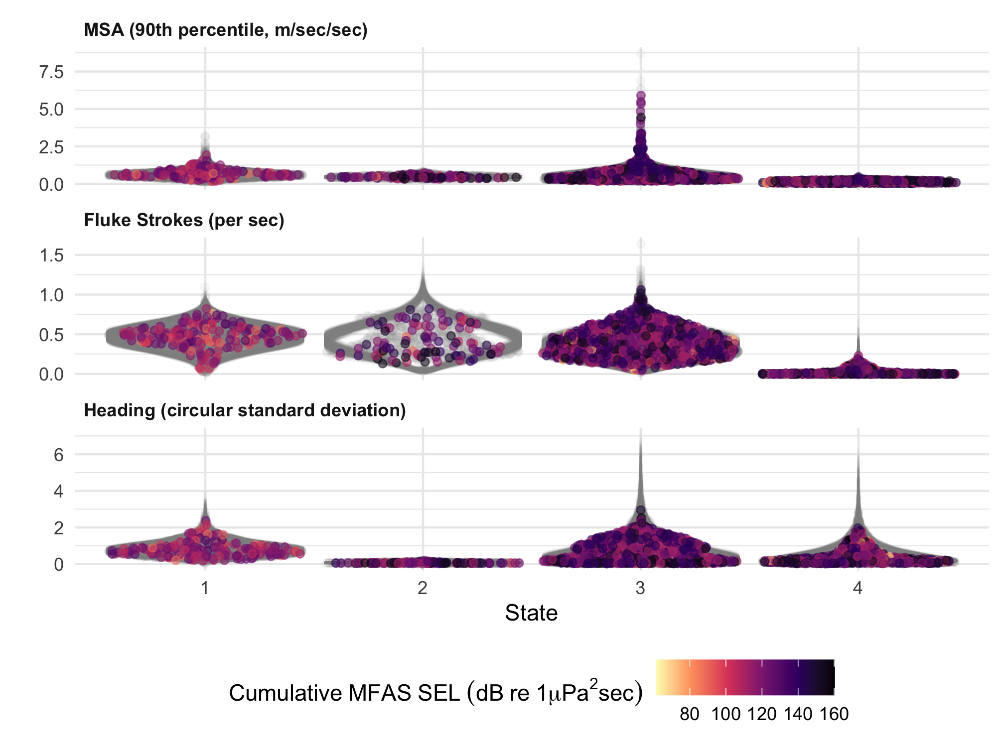 MSA (90th percentile, m/sec/sec)
7.5
5.0
2.5
0.0
Fluke Strokes (per sec)
1.5
1.0
0.5
0.0
Heading (circular standard deviation)
6
4
2
0
1 2 3 4
State
Cumulative MFAS SEL (dB re 1μPa²sec)
80 100 120 140 160